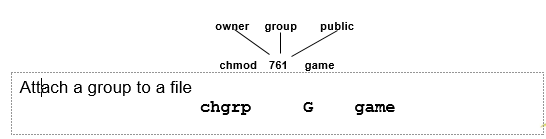 owner group public
chmod 761 game
Attach a group to a file
chgrp G game